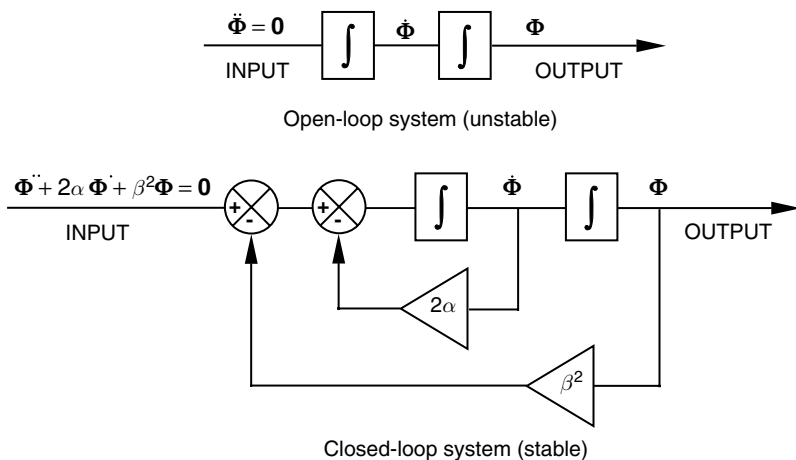 Φ̈ = 0
Φ̇
Φ
∫
∫
INPUT
OUTPUT
Open-loop system (unstable)
Φ̈ + 2α Φ̇ + β²Φ = 0
Φ̇
Φ
+
-
+
-
∫
∫
INPUT
OUTPUT
2α
β²
Closed-loop system (stable)